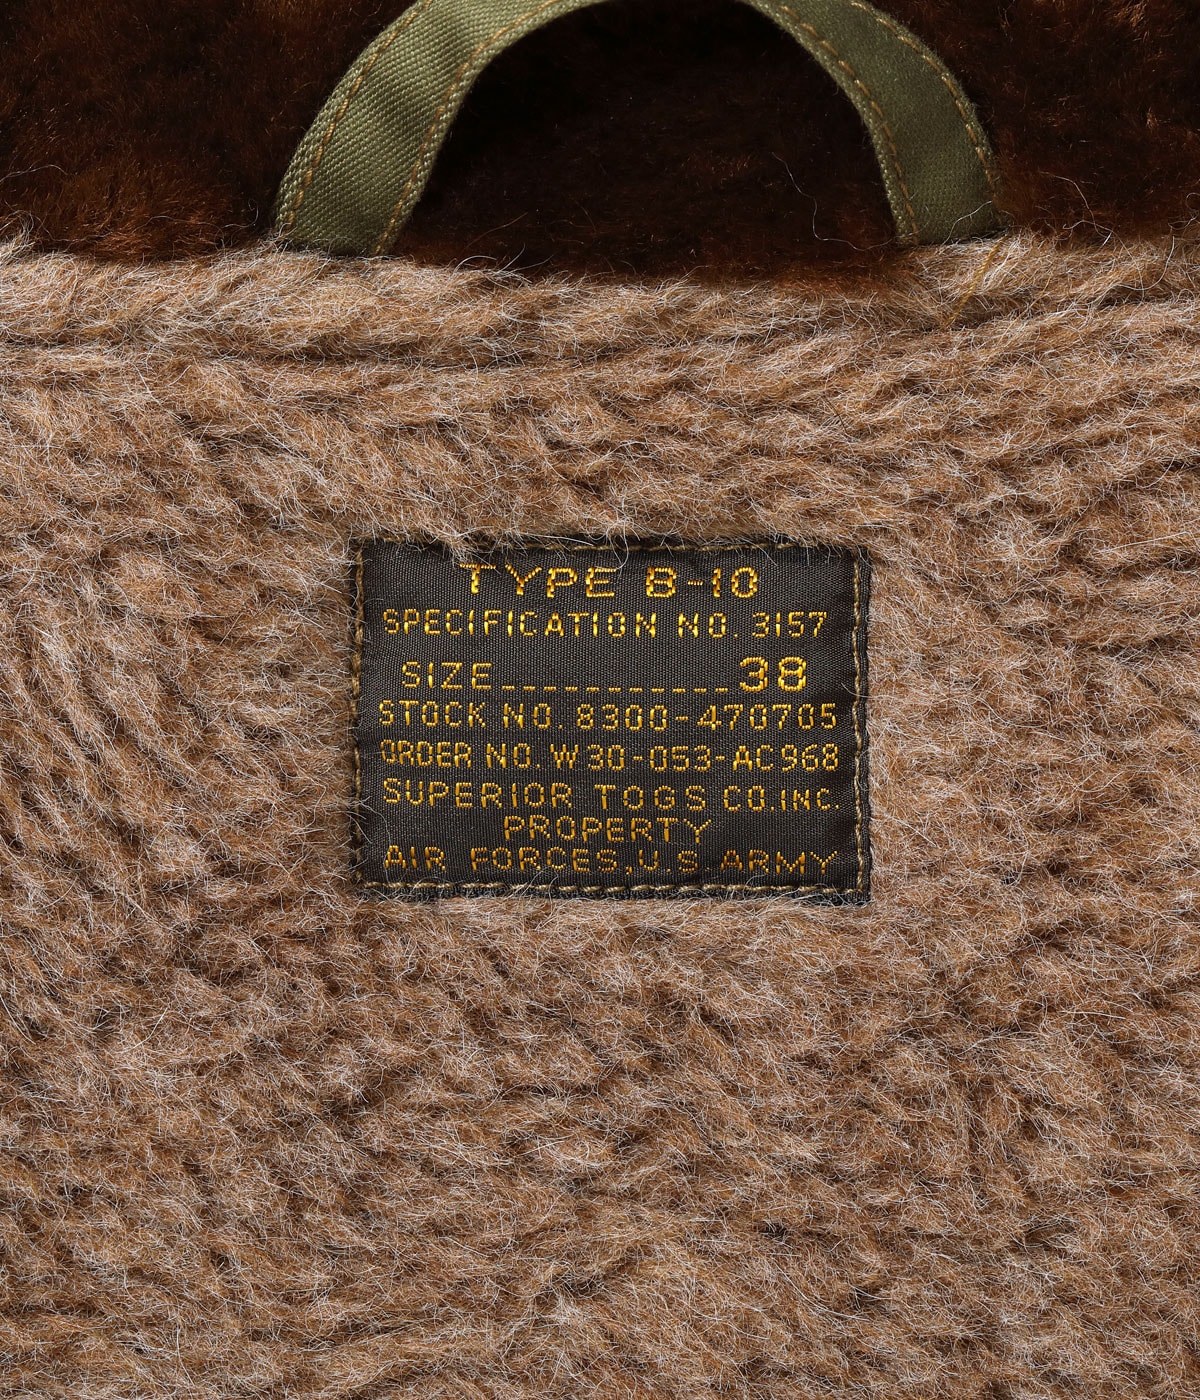 TYPE B-10
SPECIFICATION NO. 3157
SIZE___________38
STOCK NO. 8300-470705
ORDER NO. W30-053-AC968
SUPERIOR TOGS CO.INC.
PROPERTY
AIR FORCES,U.S ARMY